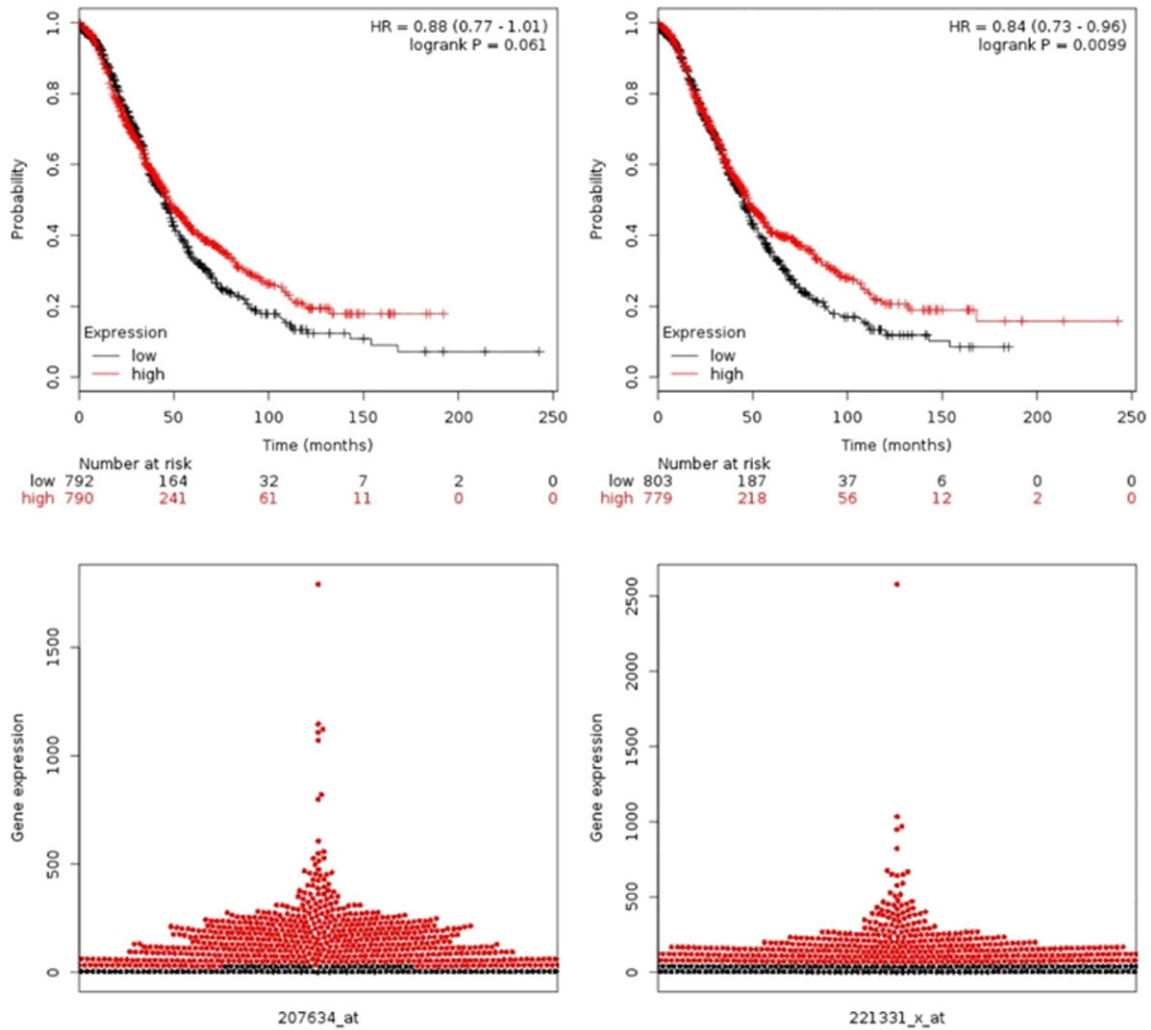 HR = 0.88 (0.77 - 1.01)
logrank P = 0.061
Probability
1.0
0.8
0.6
0.4
0.2
0.0
Expression
low
high
0 50 100 150 200 250
Time (months)
Number at risk
low 792 164 32 7 2 0
high 790 241 61 11 0 0
HR = 0.84 (0.73 - 0.96)
logrank P = 0.0099
Probability
1.0
0.8
0.6
0.4
0.2
0.0
Expression
low
high
0 50 100 150 200 250
Time (months)
Number at risk
low 803 187 37 6 0 0
high 779 218 56 12 2 0
Gene expression
1500
1000
500
0
207634_at
Gene expression
2500
2000
1500
1000
500
0
221331_x_at